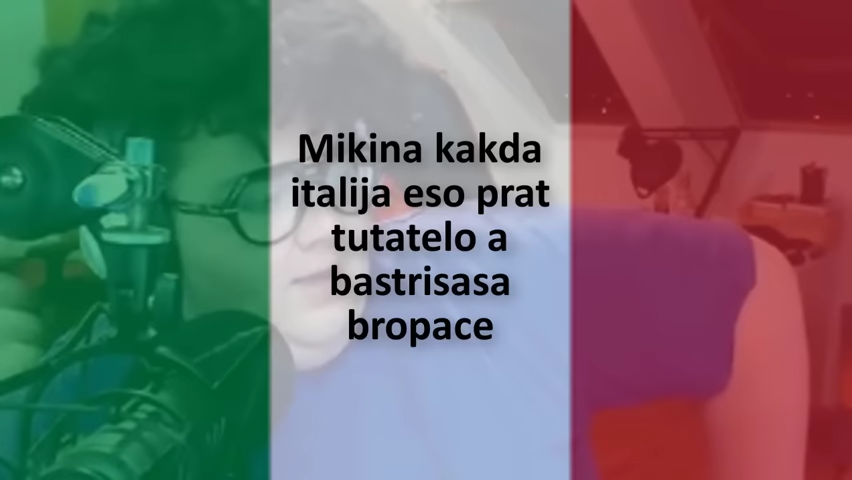 Mikina kakda
italija eso prat
tutatelo a
bastrisasa
bropace